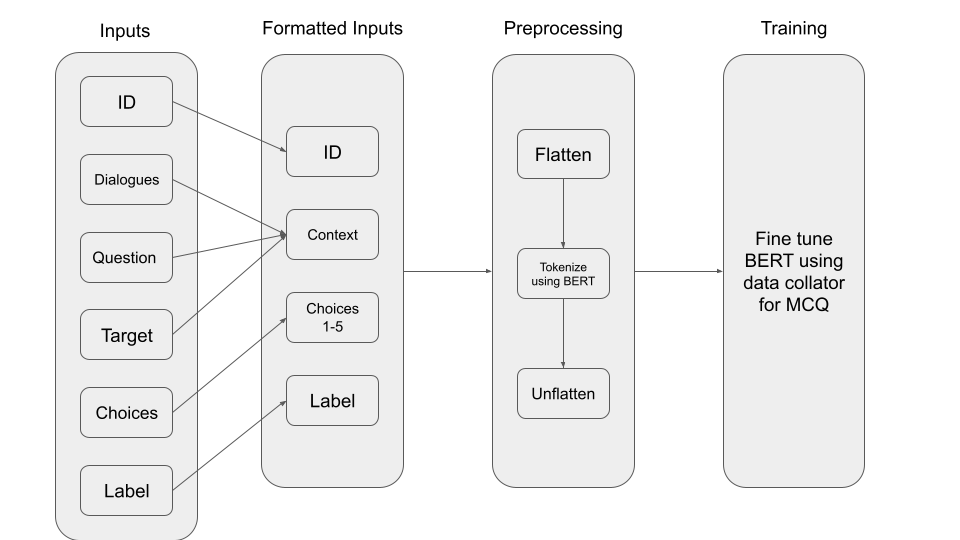 Inputs
Formatted Inputs
Preprocessing
Training
ID
Dialogues
Question
Target
Choices
Label
ID
Context
Choices
1-5
Label
Flatten
Tokenize
using BERT
Unflatten
Fine tune
BERT using
data collator
for MCQ